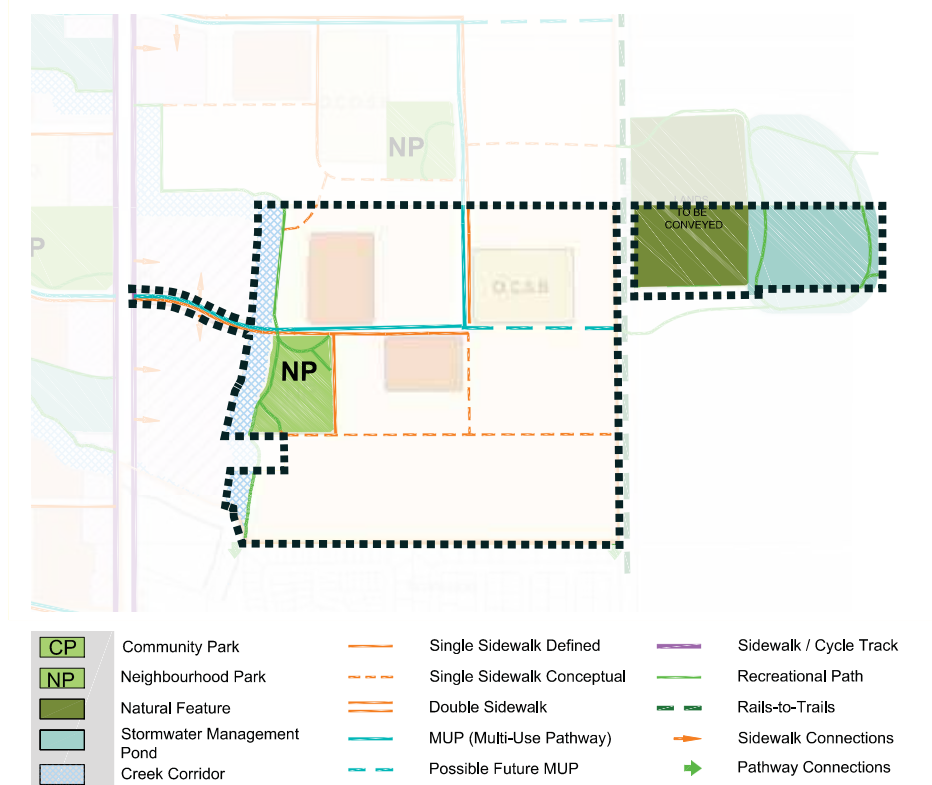 NP
NP
P
TO BE
CONVEYED
OCAB
NP
CP
Community Park
NP
Neighbourhood Park
Natural Feature
Stormwater Management
Pond
Creek Corridor
Single Sidewalk Defined
Single Sidewalk Conceptual
Double Sidewalk
MUP (Multi-Use Pathway)
Possible Future MUP
Sidewalk / Cycle Track
Recreational Path
Rails-to-Trails
Sidewalk Connections
Pathway Connections